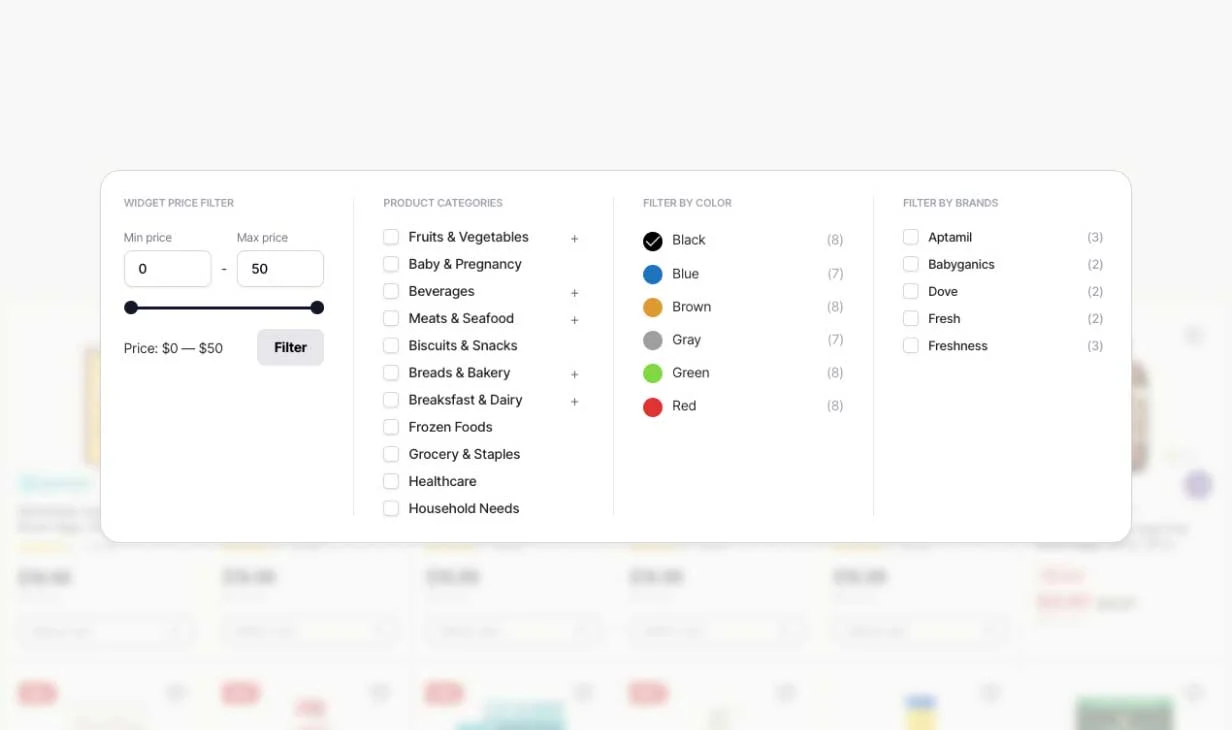 WIDGET PRICE FILTER
Min price
Max price
0
-
50
Price: $0 — $50
Filter
PRODUCT CATEGORIES
Fruits & Vegetables +
Baby & Pregnancy
Beverages +
Meats & Seafood +
Biscuits & Snacks
Breads & Bakery +
Breaksfast & Dairy +
Frozen Foods
Grocery & Staples
Healthcare
Household Needs
FILTER BY COLOR
Black (8)
Blue (7)
Brown (8)
Gray (7)
Green (8)
Red (8)
FILTER BY BRANDS
Aptamil (3)
Babyganics (2)
Dove (2)
Fresh (2)
Freshness (3)